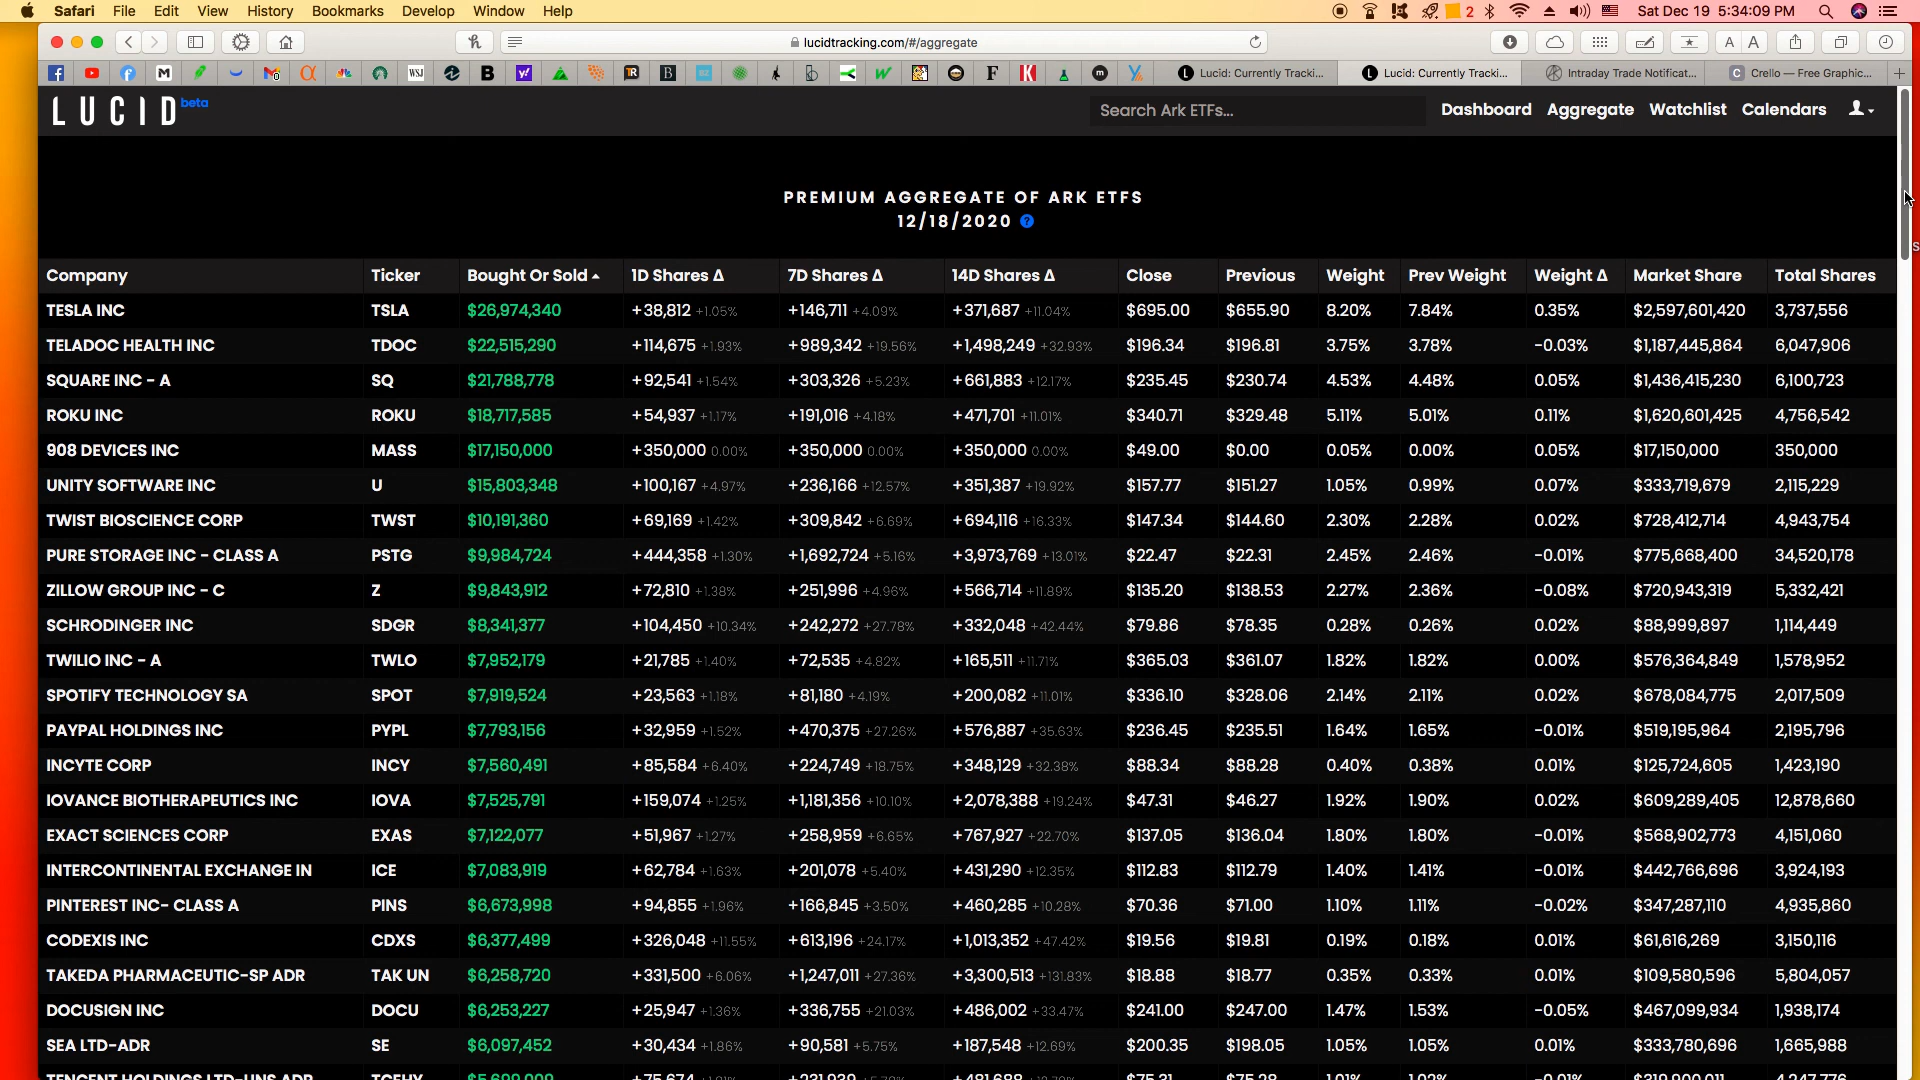 Safari File Edit View History Bookmarks Develop Window Help 2 Sat Dec 19 5:34:09 PM
lucidtracking.com/#/aggregate A A
Lucid: Currently Tracki... Lucid: Currently Tracki... Intraday Trade Notificat... Crello — Free Graphic...
LUCID beta Search Ark ETFs... Dashboard Aggregate Watchlist Calendars
PREMIUM AGGREGATE OF ARK ETFS
12/18/2020 ?
Company Ticker Bought Or Sold 1D Shares Δ 7D Shares Δ 14D Shares Δ Close Previous Weight Prev Weight Weight Δ Market Share Total Shares
TESLA INC TSLA $26,974,340 +38,812 +1.05% +146,711 +4.09% +371,687 +11.04% $695.00 $655.90 8.20% 7.84% 0.35% $2,597,601,420 3,737,556
TELADOC HEALTH INC TDOC $22,515,290 +114,675 +1.93% +989,342 +19.56% +1,498,249 +32.93% $196.34 $196.81 3.75% 3.78% -0.03% $1,187,445,864 6,047,906
SQUARE INC - A SQ $21,788,778 +92,541 +1.54% +303,326 +5.23% +661,883 +12.17% $235.45 $230.74 4.53% 4.48% 0.05% $1,436,415,230 6,100,723
ROKU INC ROKU $18,717,585 +54,937 +1.17% +191,016 +4.18% +471,701 +11.01% $340.71 $329.48 5.11% 5.01% 0.11% $1,620,601,425 4,756,542
908 DEVICES INC MASS $17,150,000 +350,000 0.00% +350,000 0.00% +350,000 0.00% $49.00 $0.00 0.05% 0.00% 0.05% $17,150,000 350,000
UNITY SOFTWARE INC U $15,803,348 +100,167 +4.97% +236,166 +12.57% +351,387 +19.92% $157.77 $151.27 1.05% 0.99% 0.07% $333,719,679 2,115,229
TWIST BIOSCIENCE CORP TWST $10,191,360 +69,169 +1.42% +309,842 +6.69% +694,116 +16.33% $147.34 $144.60 2.30% 2.28% 0.02% $728,412,714 4,943,754
PURE STORAGE INC - CLASS A PSTG $9,984,724 +444,358 +1.30% +1,692,724 +5.16% +3,973,769 +13.01% $22.47 $22.31 2.45% 2.46% -0.01% $775,668,400 34,520,178
ZILLOW GROUP INC - C Z $9,843,912 +72,810 +1.38% +251,996 +4.96% +566,714 +11.89% $135.20 $138.53 2.27% 2.36% -0.08% $720,943,319 5,332,421
SCHRODINGER INC SDGR $8,341,377 +104,450 +10.34% +242,272 +27.78% +332,048 +42.44% $79.86 $78.35 0.28% 0.26% 0.02% $88,999,897 1,114,449
TWILIO INC - A TWLO $7,952,179 +21,785 +1.40% +72,535 +4.82% +165,511 +11.71% $365.03 $361.07 1.82% 1.82% 0.00% $576,364,849 1,578,952
SPOTIFY TECHNOLOGY SA SPOT $7,919,524 +23,563 +1.18% +81,180 +4.19% +200,082 +11.01% $336.10 $328.06 2.14% 2.11% 0.02% $678,084,775 2,017,509
PAYPAL HOLDINGS INC PYPL $7,793,156 +32,959 +1.52% +470,375 +27.26% +576,887 +35.63% $236.45 $235.51 1.64% 1.65% -0.01% $519,195,964 2,195,796
INCYTE CORP INCY $7,560,491 +85,584 +6.40% +224,749 +18.75% +348,129 +32.38% $88.34 $88.28 0.40% 0.38% 0.01% $125,724,605 1,423,190
IOVANCE BIOTHERAPEUTICS INC IOVA $7,525,791 +159,074 +1.25% +1,181,356 +10.10% +2,078,388 +19.24% $47.31 $46.27 1.92% 1.90% 0.02% $609,289,405 12,878,660
EXACT SCIENCES CORP EXAS $7,122,077 +51,967 +1.27% +258,959 +6.65% +767,927 +22.70% $137.05 $136.04 1.80% 1.80% -0.01% $568,902,773 4,151,060
INTERCONTINENTAL EXCHANGE IN ICE $7,083,919 +62,784 +1.63% +201,078 +5.40% +431,290 +12.35% $112.83 $112.79 1.40% 1.41% -0.01% $442,766,696 3,924,193
PINTEREST INC- CLASS A PINS $6,673,998 +94,855 +1.96% +166,845 +3.50% +460,285 +10.28% $70.36 $71.00 1.10% 1.11% -0.02% $347,287,110 4,935,860
CODEXIS INC CDXS $6,377,499 +326,048 +11.55% +613,196 +24.17% +1,013,352 +47.42% $19.56 $19.81 0.19% 0.18% 0.01% $61,616,269 3,150,116
TAKEDA PHARMACEUTIC-SP ADR TAK UN $6,258,720 +331,500 +6.06% +1,247,011 +27.36% +3,300,513 +131.83% $18.88 $18.77 0.35% 0.33% 0.01% $109,580,596 5,804,057
DOCUSIGN INC DOCU $6,253,227 +25,947 +1.36% +336,755 +21.03% +486,002 +33.47% $241.00 $247.00 1.47% 1.53% -0.05% $467,099,934 1,938,174
SEA LTD-ADR SE $6,097,452 +30,434 +1.86% +90,581 +5.75% +187,548 +12.69% $200.35 $198.05 1.05% 1.05% 0.01% $333,780,696 1,665,988
TENCENT HOLDINGS LTD-UNS ADR TCEHY